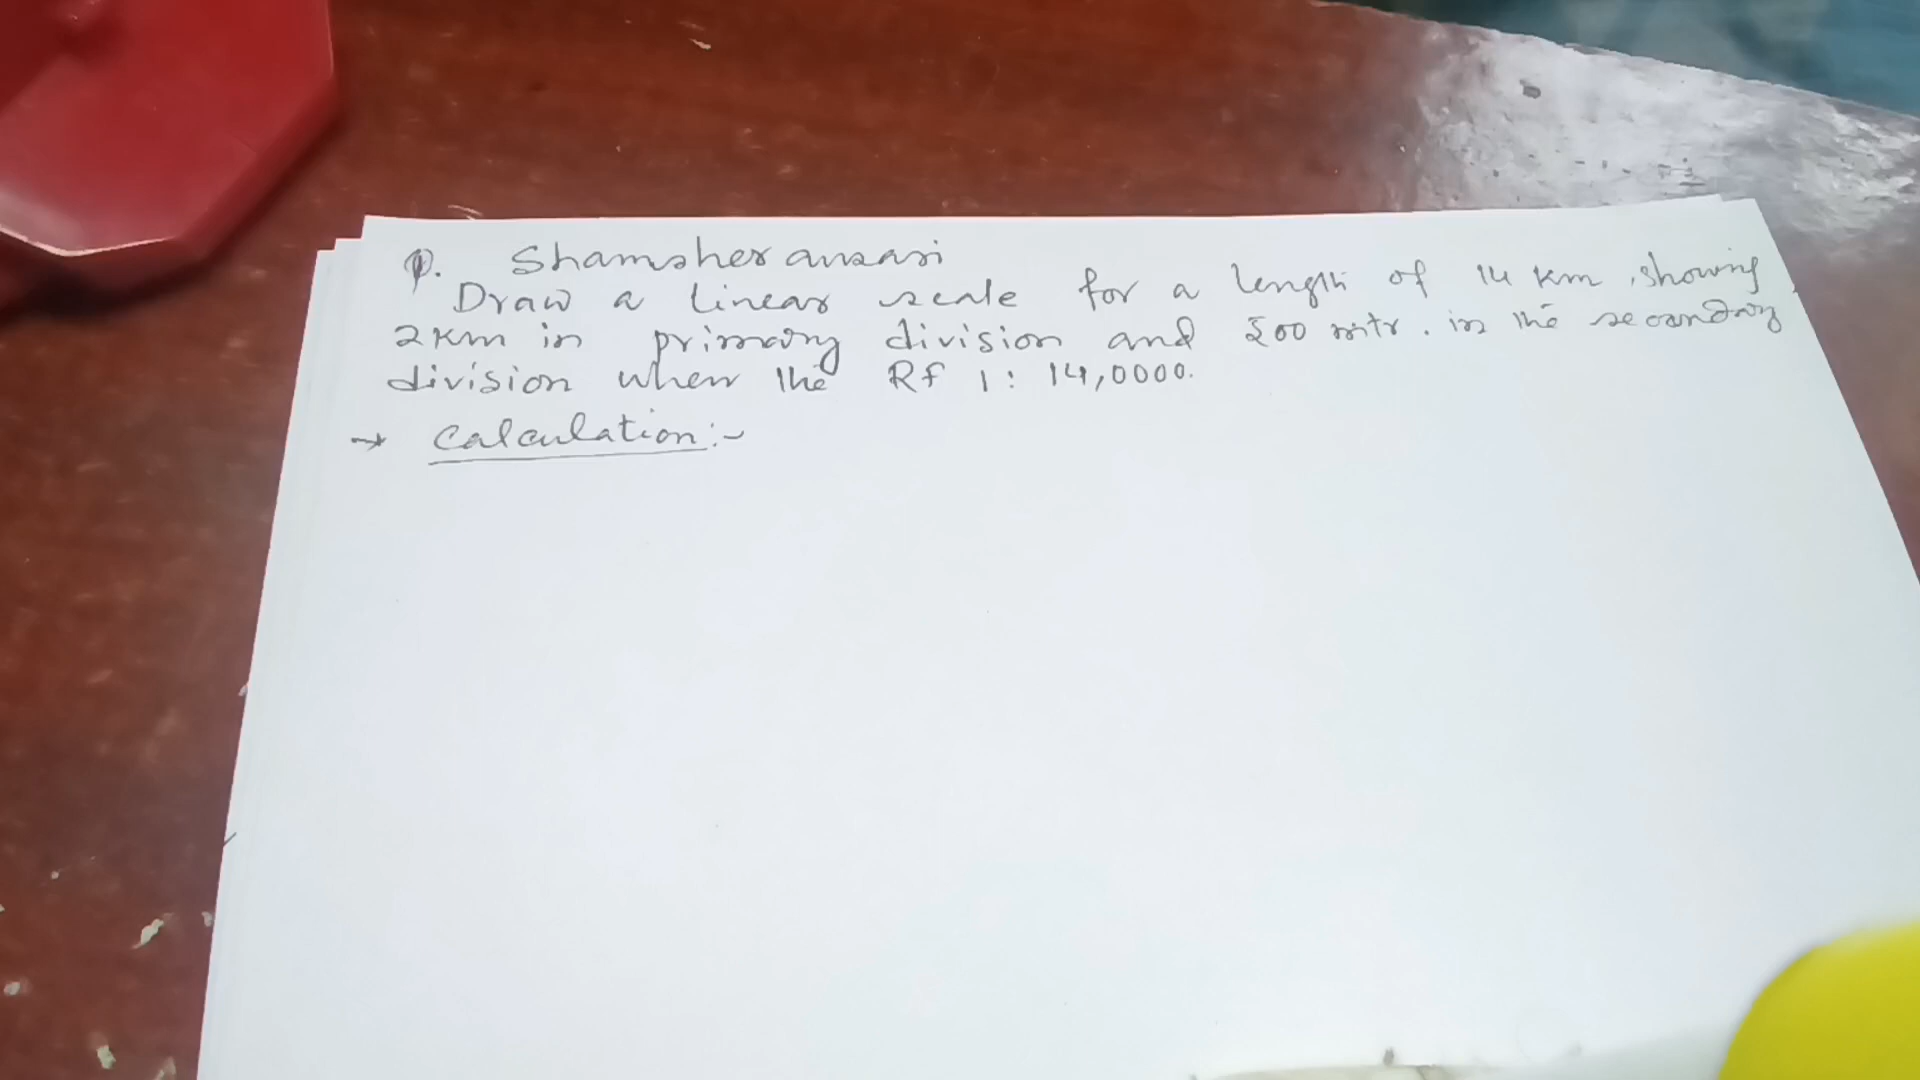 Q. Shamsher ansari
Draw a linear scale for a length of 14 km, showing
2 km in primary division and 500 mtr. in the secondary
division when the Rf 1: 14,0000.
→ Calculation:-